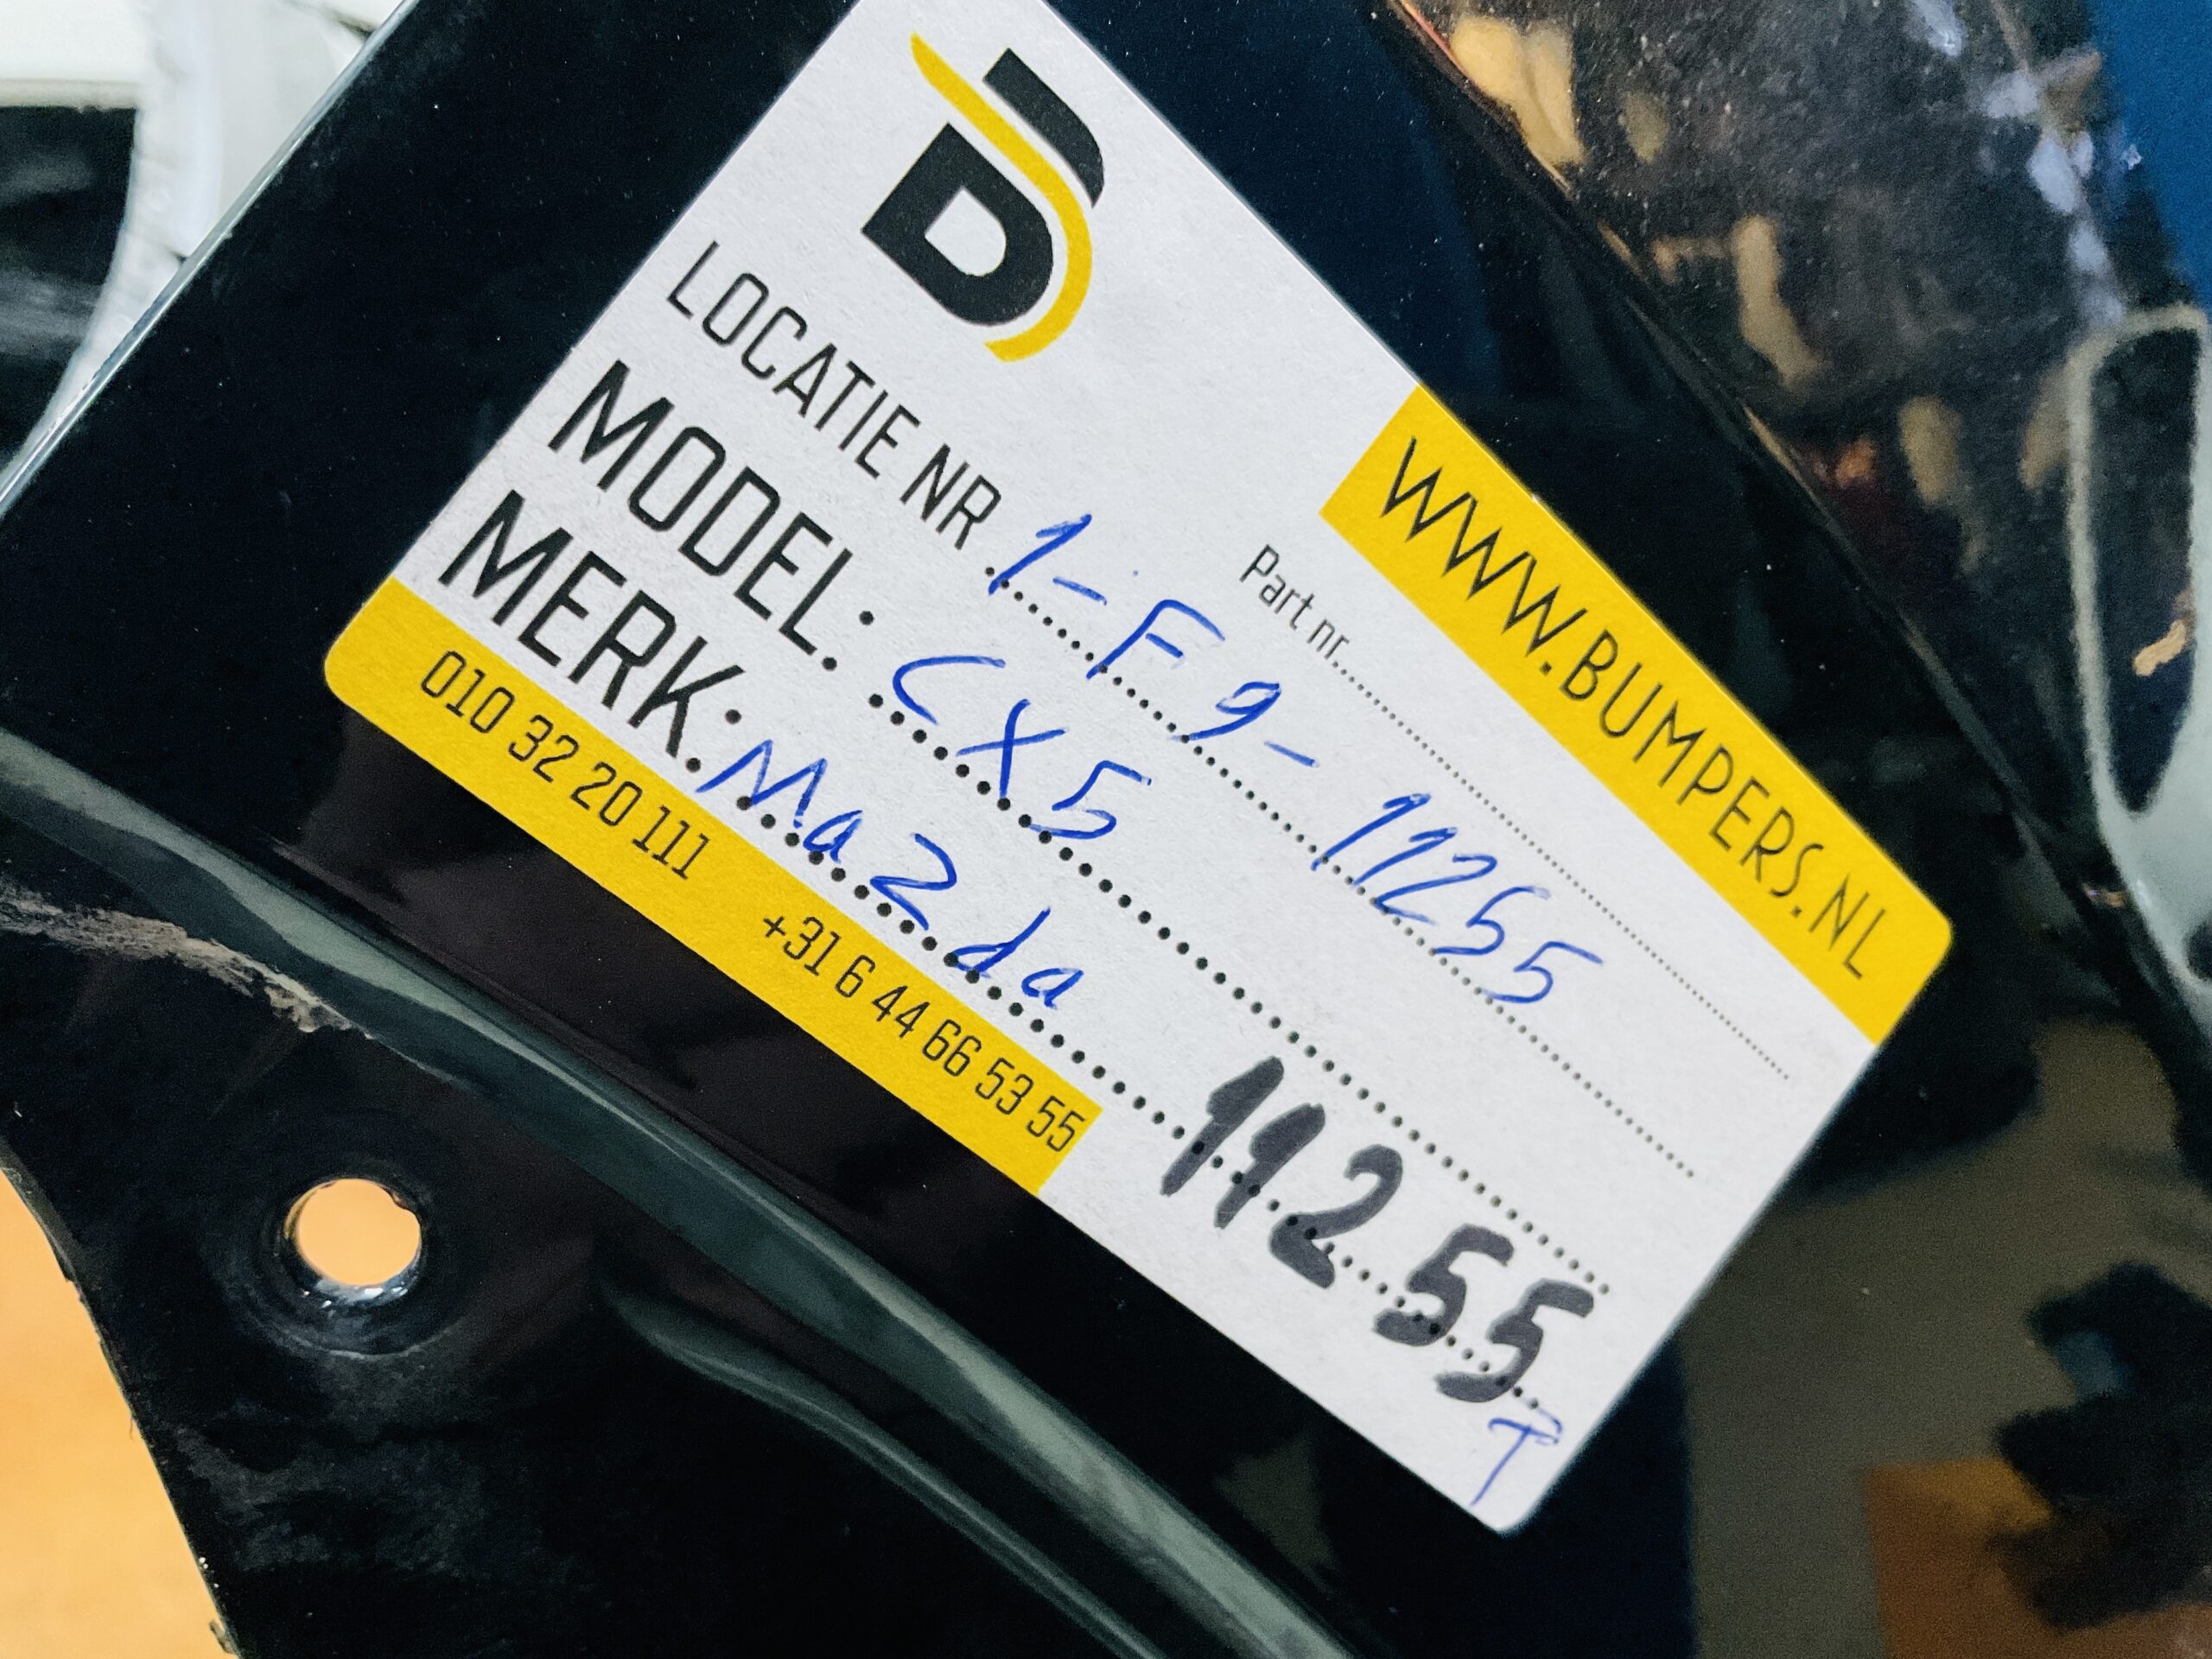 WWW.BUMPERS.NL
Part nr.
LOCATIE NR 1-F9-11255
MODEL: CX5
MERK: Mazda
11255
T
010 32 20 111 +31 6 44 66 53 55